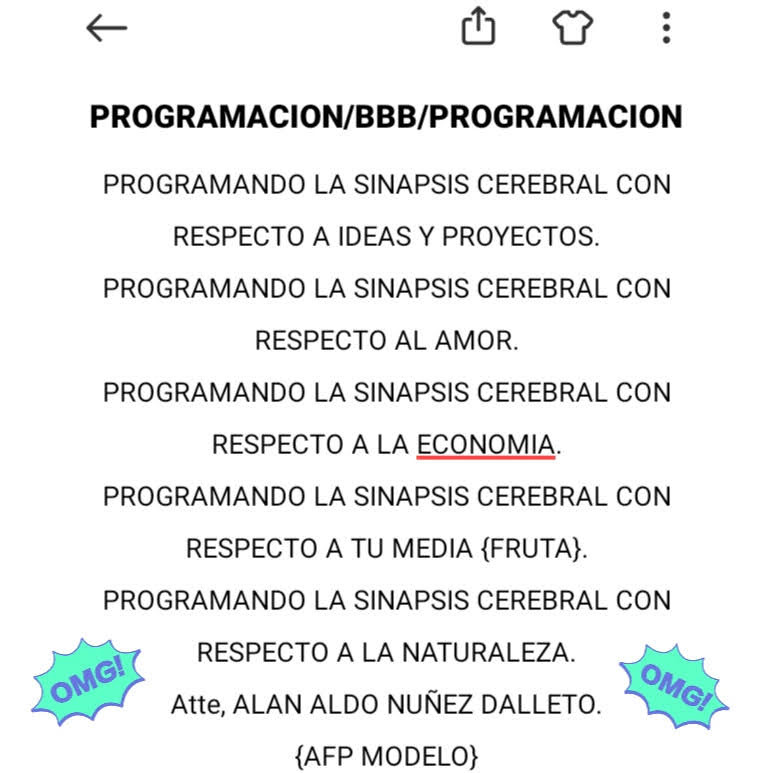 PROGRAMACION/BBB/PROGRAMACION
PROGRAMANDO LA SINAPSIS CEREBRAL CON
RESPECTO A IDEAS Y PROYECTOS.
PROGRAMANDO LA SINAPSIS CEREBRAL CON
RESPECTO AL AMOR.
PROGRAMANDO LA SINAPSIS CEREBRAL CON
RESPECTO A LA ECONOMIA.
PROGRAMANDO LA SINAPSIS CEREBRAL CON
RESPECTO A TU MEDIA {FRUTA}.
PROGRAMANDO LA SINAPSIS CEREBRAL CON
RESPECTO A LA NATURALEZA.
OMG!
OMG!
Atte, ALAN ALDO NUÑEZ DALLETO.
{AFP MODELO}